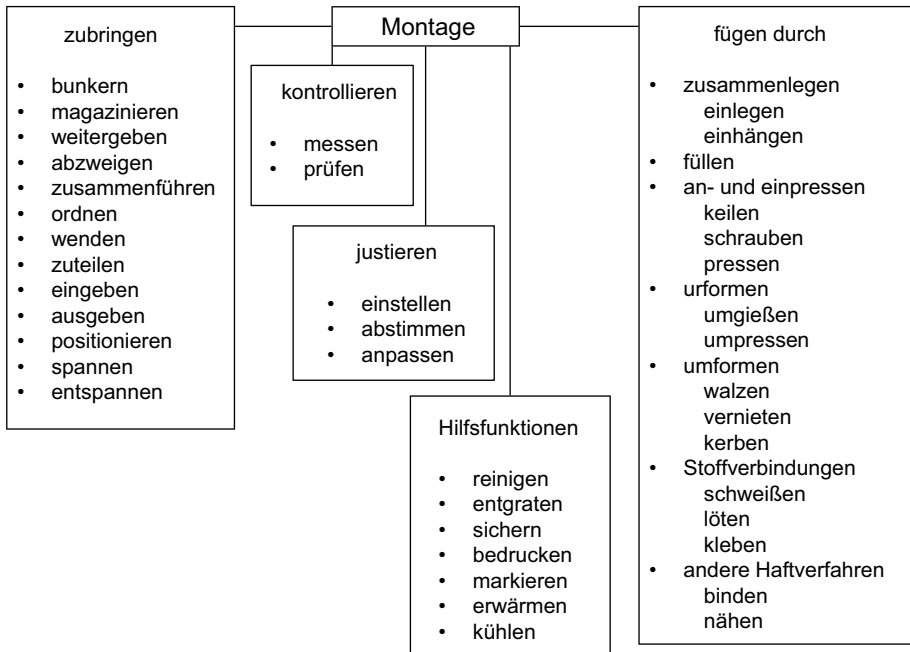 Montage
zubringen
• bunkern
• magazinieren
• weitergeben
• abzweigen
• zusammenführen
• ordnen
• wenden
• zuteilen
• eingeben
• ausgeben
• positionieren
• spannen
• entspannen
kontrollieren
• messen
• prüfen
justieren
• einstellen
• abstimmen
• anpassen
Hilfsfunktionen
• reinigen
• entgraten
• sichern
• bedrucken
• markieren
• erwärmen
• kühlen
fügen durch
• zusammenlegen
einlegen
einhängen
• füllen
• an- und einpressen
keilen
schrauben
pressen
• urformen
umgießen
umpressen
• umformen
walzen
vernieten
kerben
• Stoffverbindungen
schweißen
löten
kleben
• andere Haftverfahren
binden
nähen